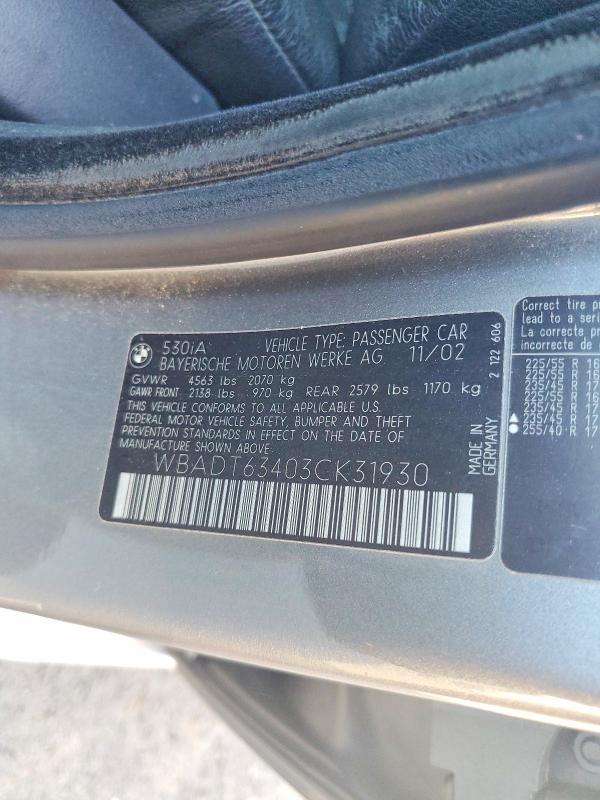 530iA VEHICLE TYPE: PASSENGER CAR
BAYERISCHE MOTOREN WERKE AG 11/02
GVWR 4563 lbs 2070 kg
GAWR FRONT 2138 lbs 970 kg REAR 2579 lbs 1170 kg
THIS VEHICLE CONFORMS TO ALL APPLICABLE U.S.
FEDERAL MOTOR VEHICLE SAFETY, BUMPER AND THEFT
PREVENTION STANDARDS IN EFFECT ON THE DATE OF
MANUFACTURE SHOWN ABOVE.
WBADT63403CK31930
MADE IN
GERMANY
2 122 606
Correct tire
lead to a
La correcte
incorrecte
225/55 R 16
225/55 R 16
235/45 R 17
225/55 R 16
235/45 R 17
235/45 R 17
255/40 R 17